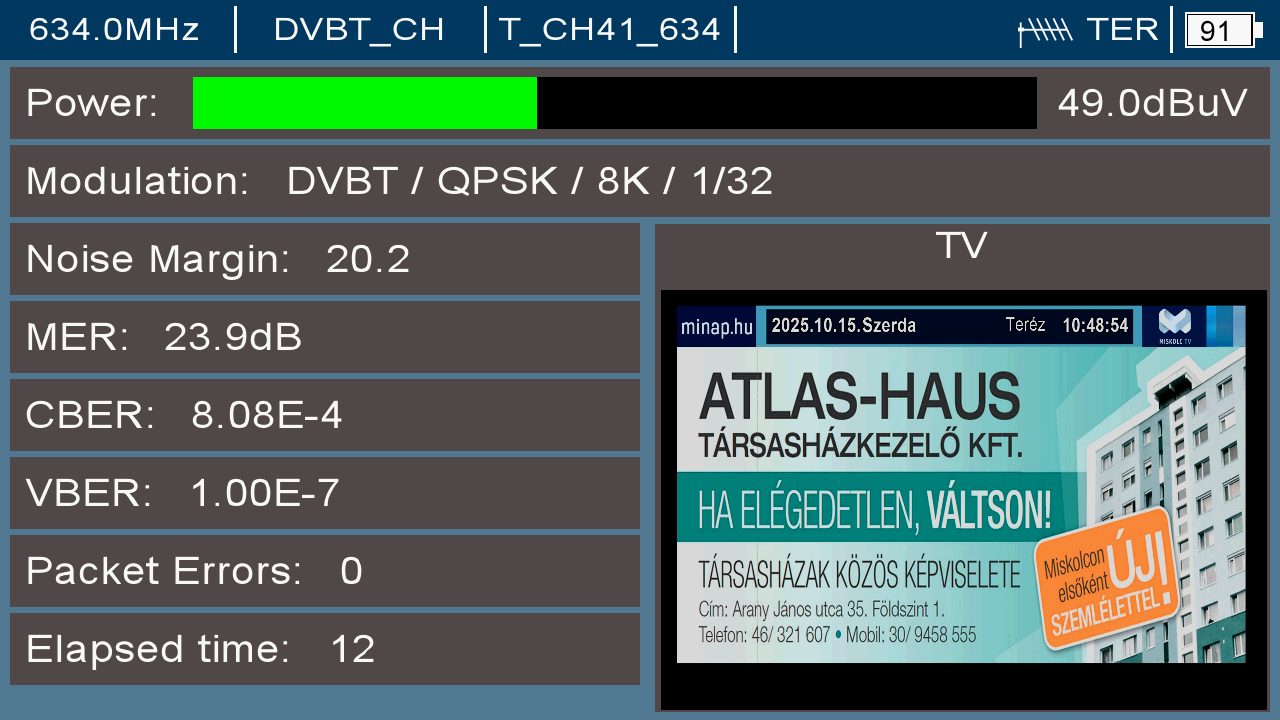 634.0MHz DVBT_CH T_CH41_634 TER 91
Power: 49.0dBuV
Modulation: DVBT / QPSK / 8K / 1/32
Noise Margin: 20.2
MER: 23.9dB
CBER: 8.08E-4
VBER: 1.00E-7
Packet Errors: 0
Elapsed time: 12
TV
minap.hu 2025.10.15.Szerda Teréz 10:48:54
MISKOLC TV
ATLAS-HAUS
TÁRSASHÁZKEZELŐ KFT.
HA ELÉGEDETLEN, VÁLTSON!
TÁRSASHÁZAK KÖZÖS KÉPVISELETE
Cím: Arany János utca 35. Földszint 1.
Telefon: 46/ 321 607 • Mobil: 30/ 9458 555
Miskolcon
elsőként
ÚJ!
SZEMLÉLETTEL!